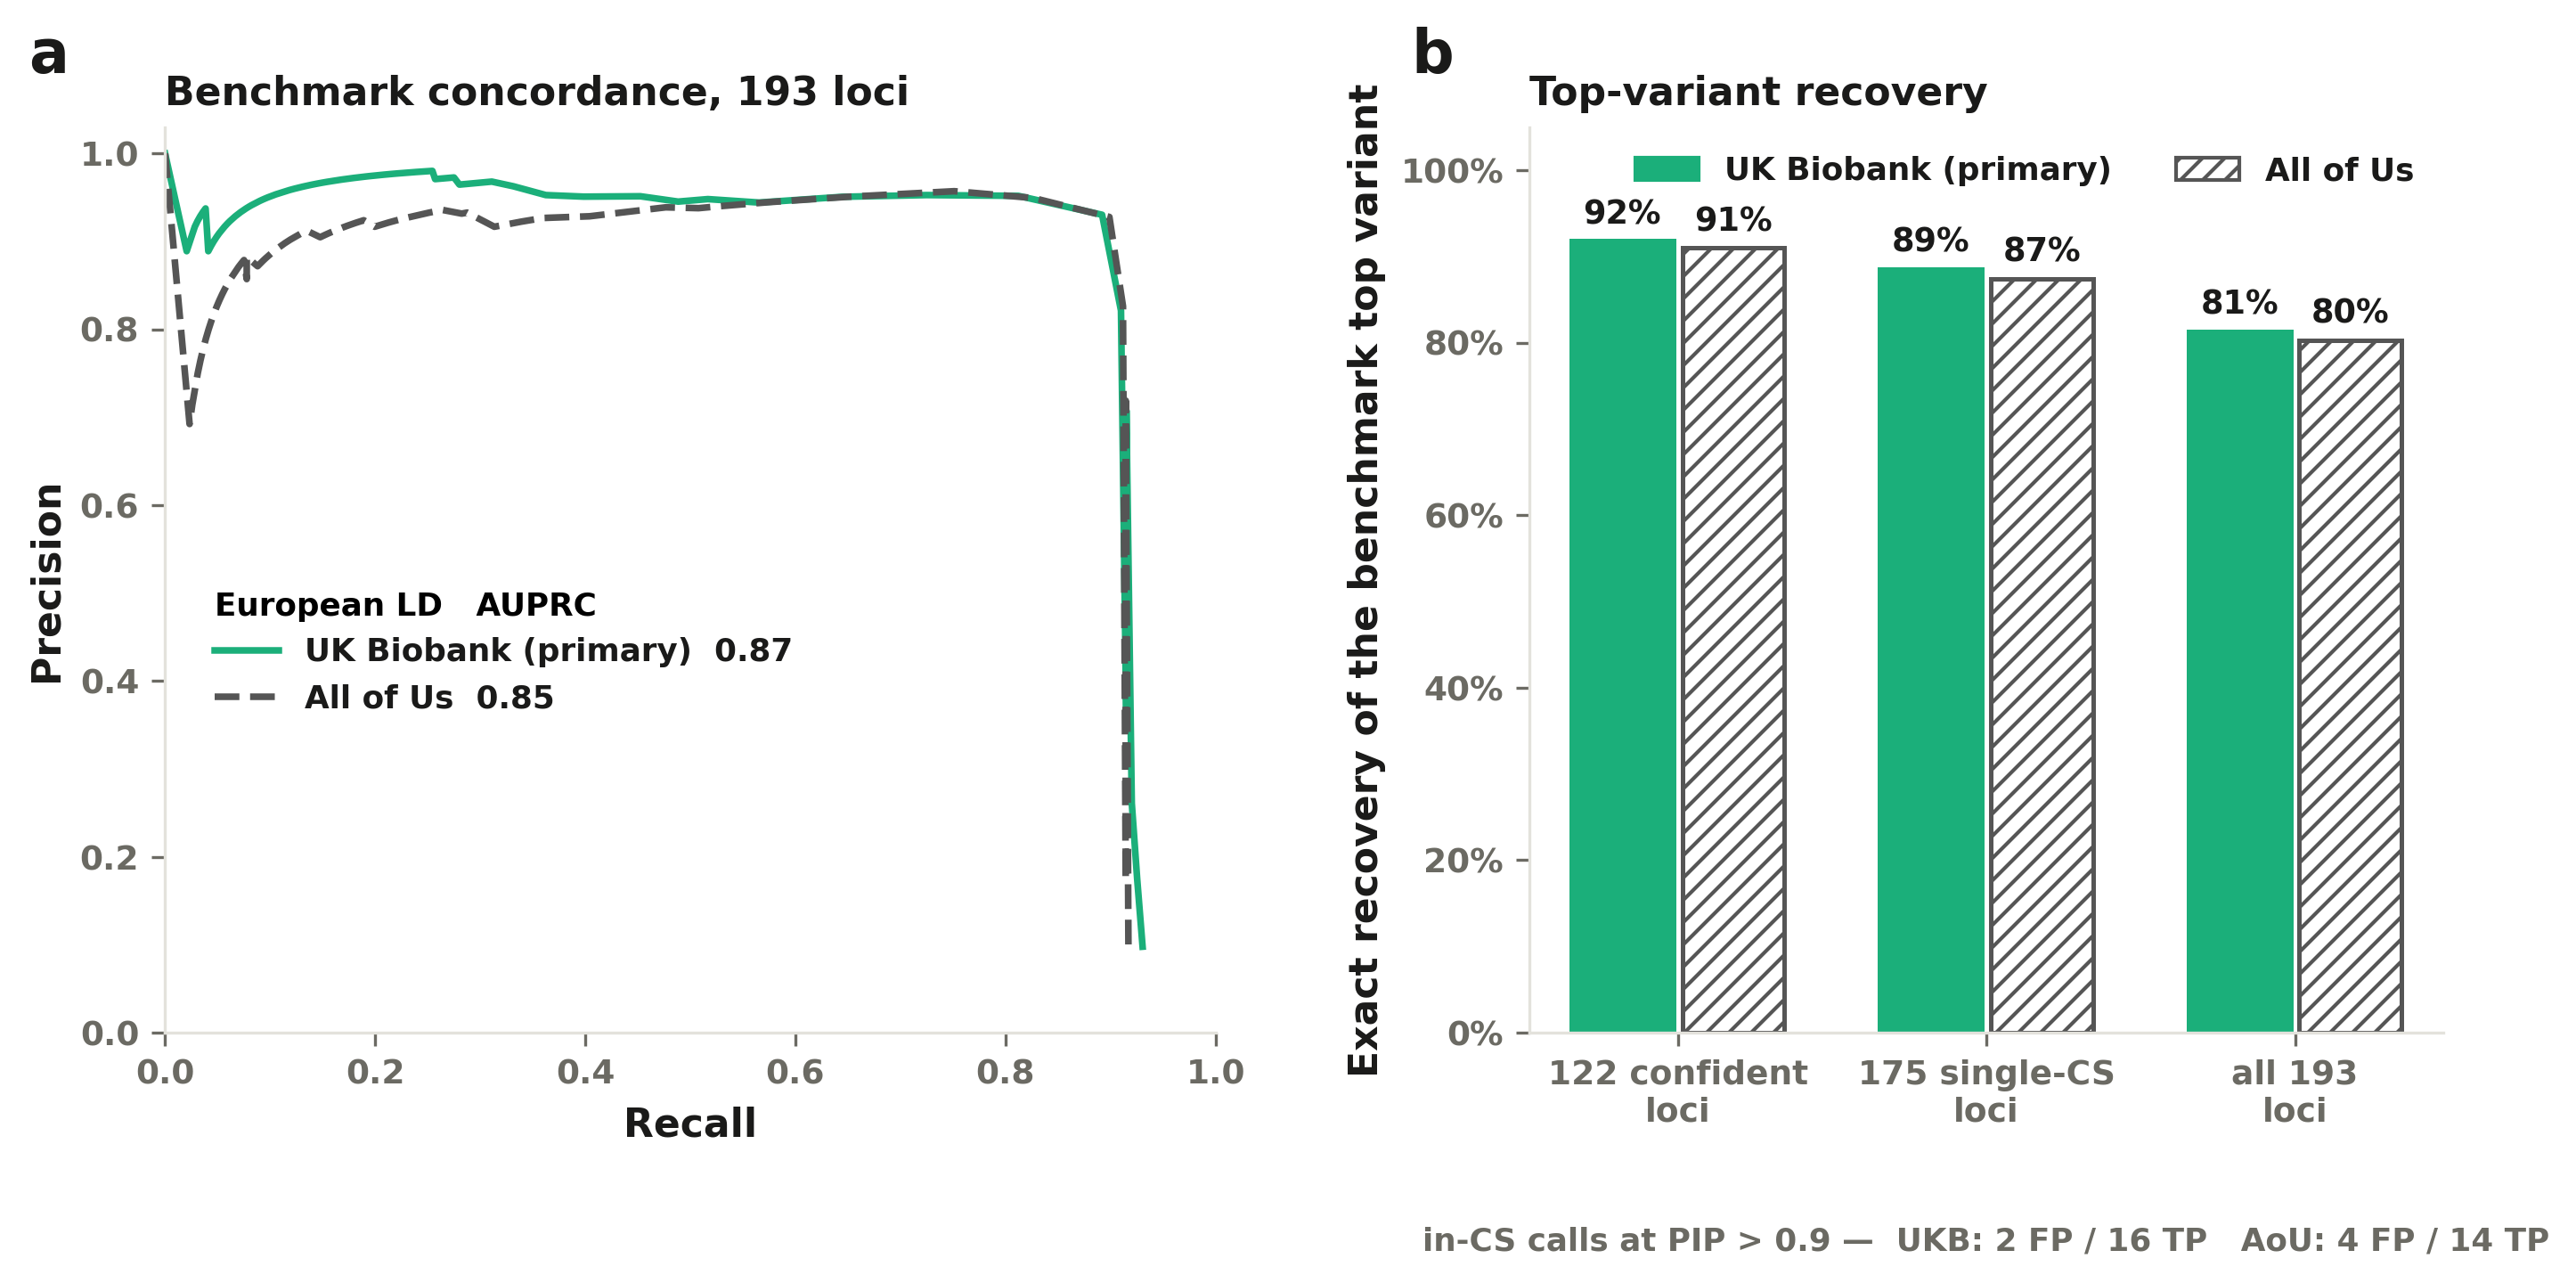 a
Benchmark concordance, 193 loci
Precision
1.0
0.8
0.6
0.4
0.2
0.0
European LD   AUPRC
UK Biobank (primary)  0.87
All of Us  0.85
0.0 0.2 0.4 0.6 0.8 1.0
Recall
b
Top-variant recovery
Exact recovery of the benchmark top variant
100%
80%
60%
40%
20%
0%
UK Biobank (primary)
All of Us
92%
91%
89%
87%
81%
80%
122 confident
loci
175 single-CS
loci
all 193
loci
in-CS calls at PIP > 0.9 —  UKB: 2 FP / 16 TP   AoU: 4 FP / 14 TP